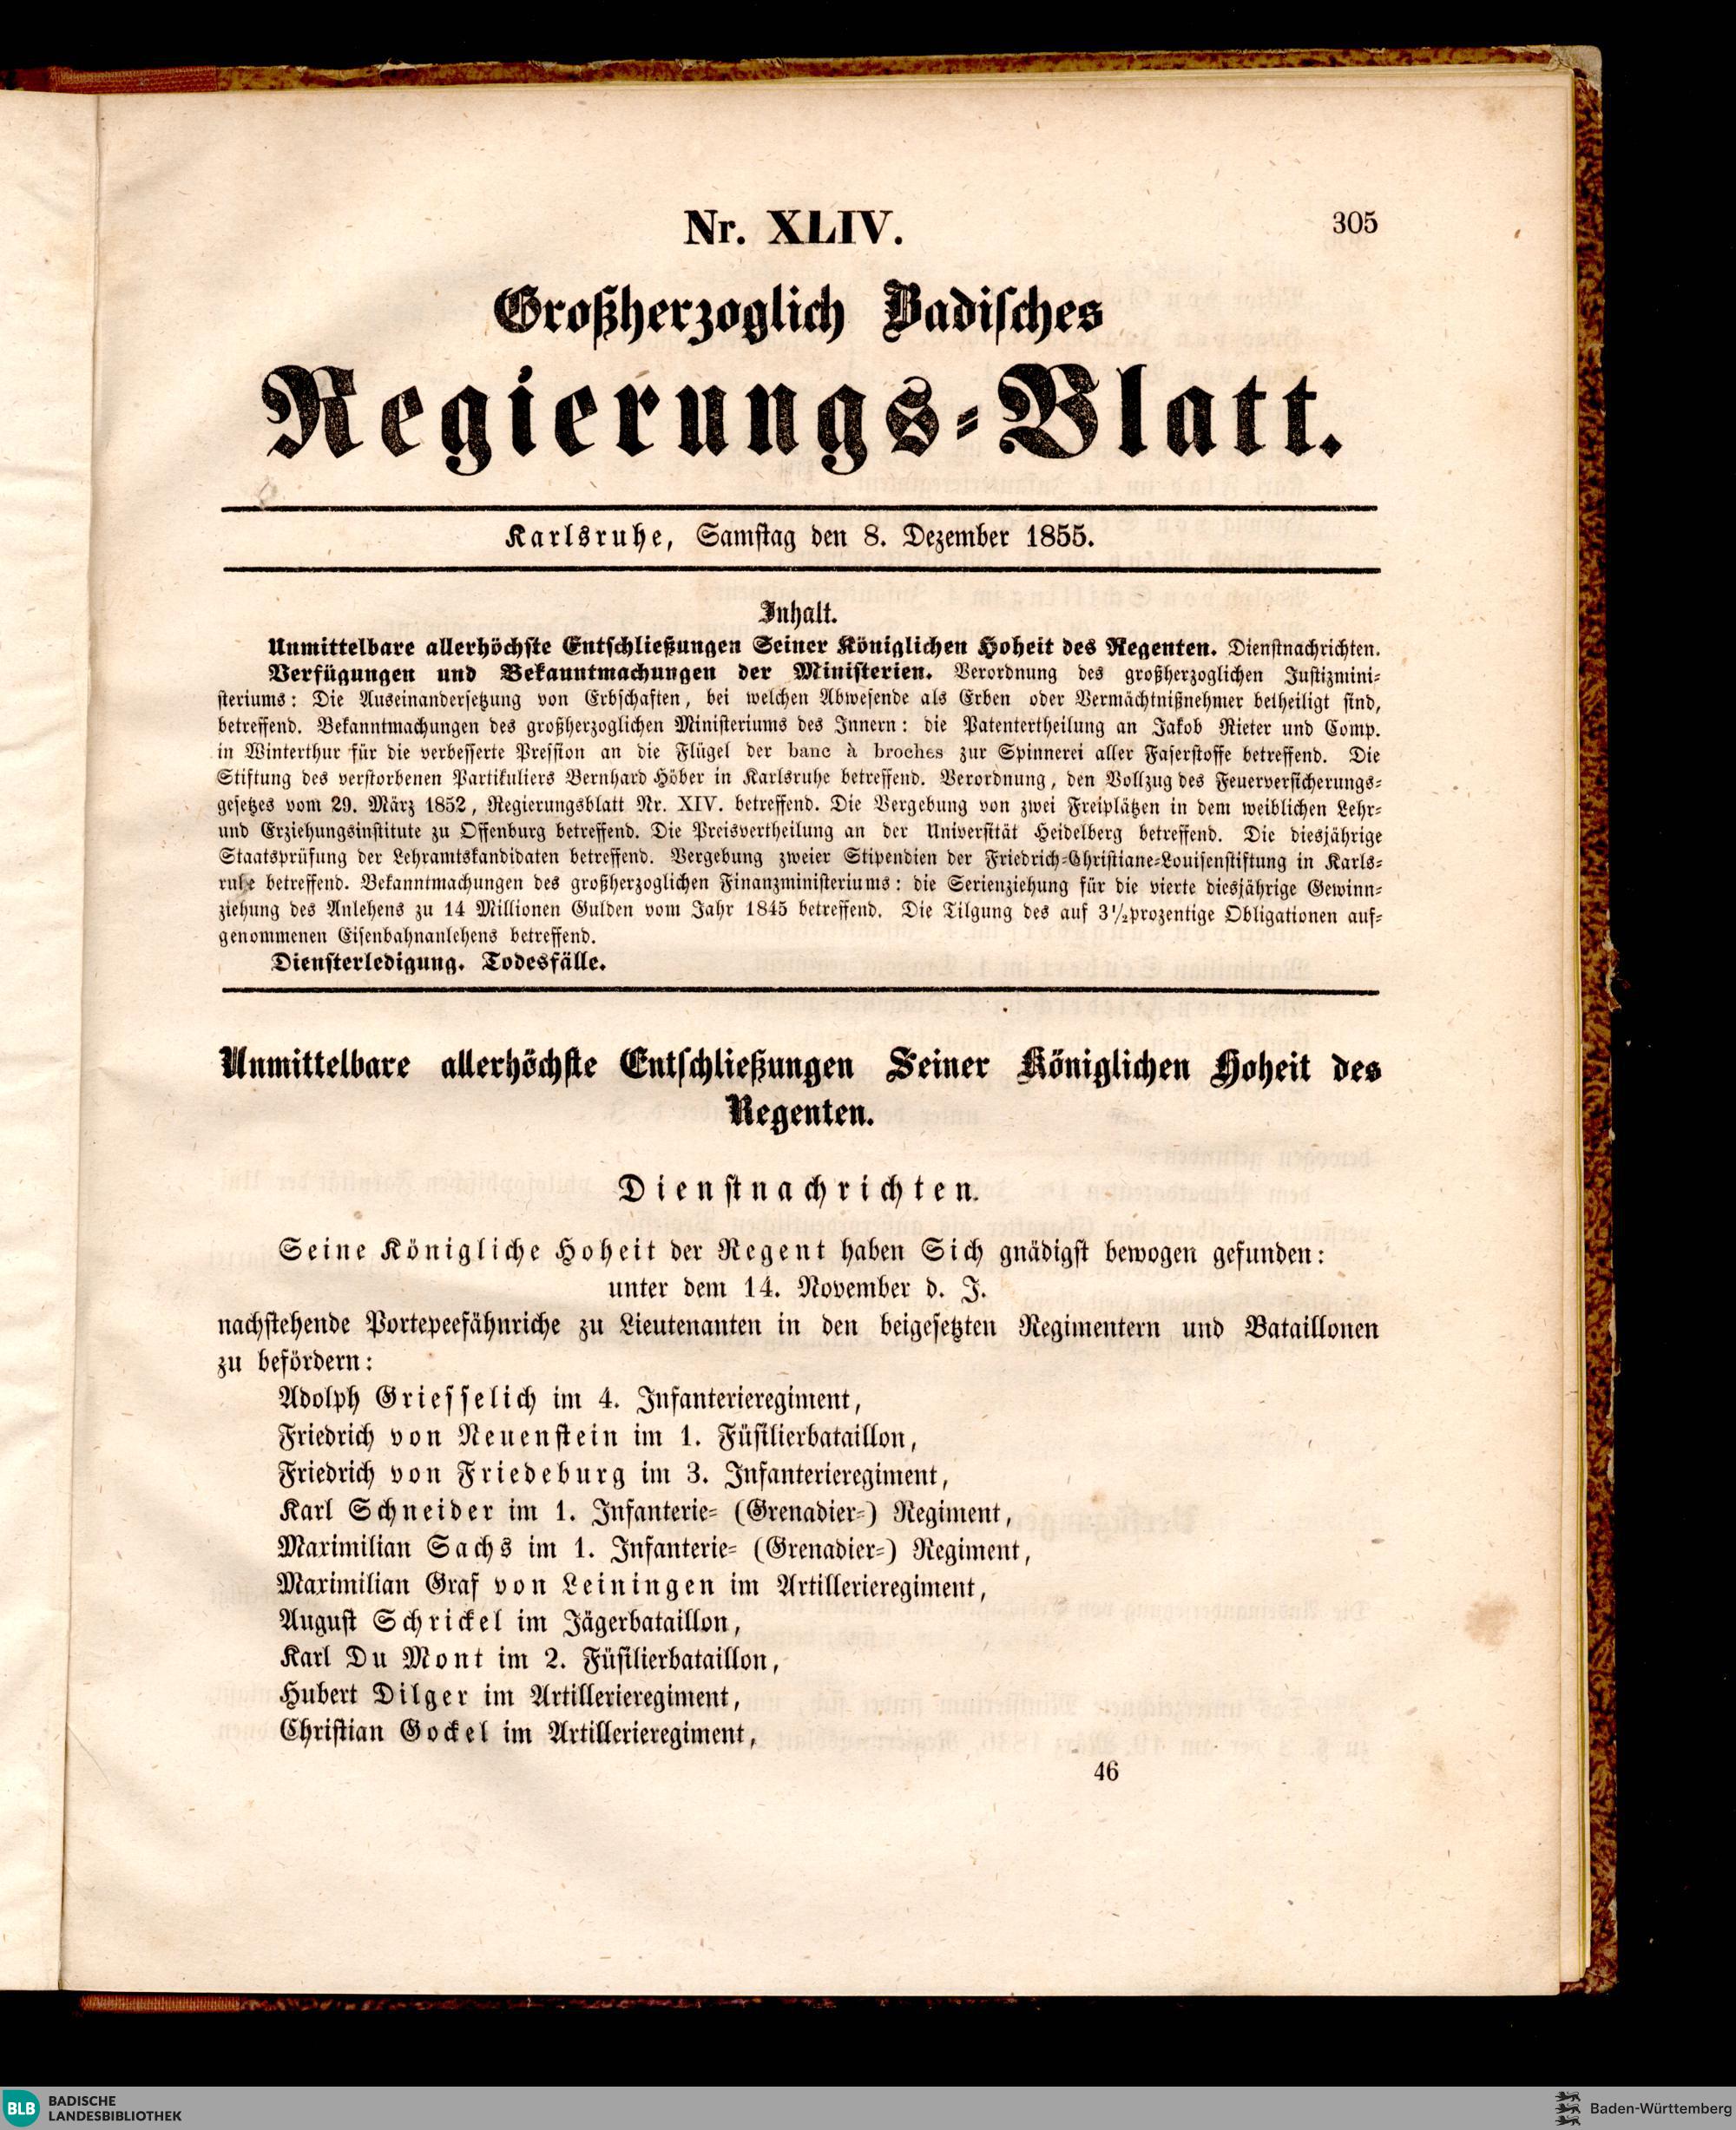 Nr. XLIV.
305
Großherzoglich Badisches
Regierungs-Blatt.
Karlsruhe, Samstag den 8. Dezember 1855.
Inhalt.
Unmittelbare allerhöchste Entschließungen Seiner Königlichen Hoheit des Regenten. Dienstnachrichten.
Verfügungen und Bekanntmachungen der Ministerien. Verordnung des großherzoglichen Justizmini-
steriums: Die Auseinandersetzung von Erbschaften, bei welchen Abwesende als Erben oder Vermächtnißnehmer betheiligt sind,
betreffend. Bekanntmachungen des großherzoglichen Ministeriums des Innern: die Patentertheilung an Jakob Rieter und Comp.
in Winterthur für die verbesserte Pression an die Flügel der banc à broches zur Spinnerei aller Faserstoffe betreffend. Die
Stiftung des verstorbenen Partikuliers Bernhard Höber in Karlsruhe betreffend. Verordnung, den Vollzug des Feuerversicherungs-
gesetzes vom 29. März 1852, Regierungsblatt Nr. XIV. betreffend. Die Vergebung von zwei Freiplätzen in dem weiblichen Lehr-
und Erziehungsinstitute zu Offenburg betreffend. Die Preisvertheilung an der Universität Heidelberg betreffend. Die diesjährige
Staatsprüfung der Lehramtskandidaten betreffend. Vergebung zweier Stipendien der Friedrich-Christiane-Louisenstiftung in Karls-
ruhe betreffend. Bekanntmachungen des großherzoglichen Finanzministeriums: die Serienziehung für die vierte diesjährige Gewinn-
ziehung des Anlehens zu 14 Millionen Gulden vom Jahr 1845 betreffend. Die Tilgung des auf 3½prozentige Obligationen auf-
genommenen Eisenbahnanlehens betreffend.
Diensterledigung. Todesfälle.
Unmittelbare allerhöchste Entschließungen Seiner Königlichen Hoheit des
Regenten.
Dienstnachrichten.
Seine Königliche Hoheit der Regent haben Sich gnädigst bewogen gefunden:
unter dem 14. November d. J.
nachstehende Portepeefähnriche zu Lieutenanten in den beigesetzten Regimentern und Bataillonen
zu befördern:
Adolph Griesselich im 4. Infanterieregiment,
Friedrich von Neuenstein im 1. Füsilierbataillon,
Friedrich von Friedeburg im 3. Infanterieregiment,
Karl Schneider im 1. Infanterie- (Grenadier-) Regiment,
Maximilian Sachs im 1. Infanterie- (Grenadier-) Regiment,
Maximilian Graf von Leiningen im Artillerieregiment,
August Schrickel im Jägerbataillon,
Karl Du Mont im 2. Füsilierbataillon,
Hubert Dilger im Artillerieregiment,
Christian Gockel im Artillerieregiment,
46
BLB BADISCHE
LANDESBIBLIOTHEK
Baden-Württemberg